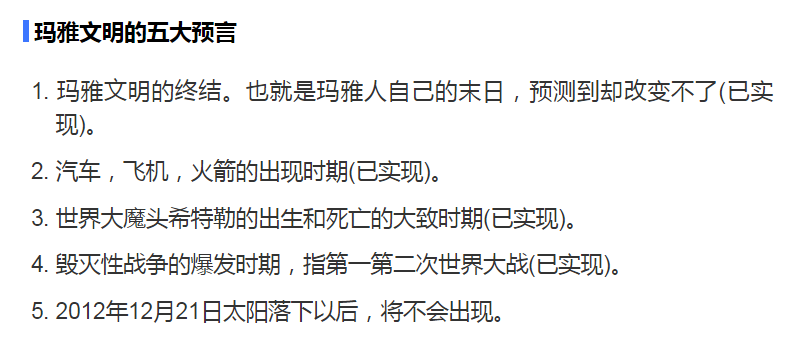 玛雅文明的五大预言
1. 玛雅文明的终结。也就是玛雅人自己的末日，预测到却改变不了(已实
现)。
2. 汽车，飞机，火箭的出现时期(已实现)。
3. 世界大魔头希特勒的出生和死亡的大致时期(已实现)。
4. 毁灭性战争的爆发时期，指第一第二次世界大战(已实现)。
5. 2012年12月21日太阳落下以后，将不会出现。